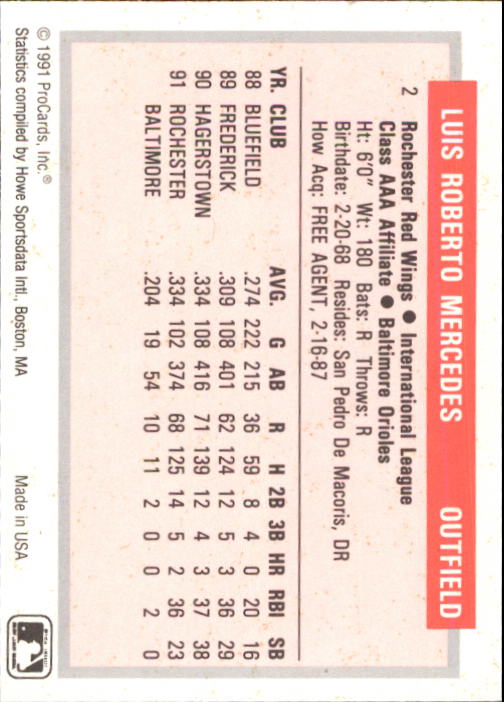 LUIS ROBERTO MERCEDES OUTFIELD
2 Rochester Red Wings ● International League
Class AAA Affiliate ● Baltimore Orioles
Ht: 6'0" Wt: 180 Bats: R Throws: R
Birthdate: 2-20-68 Resides: San Pedro De Macoris, DR
How Acq: FREE AGENT, 2-16-87
YR. CLUB AVG. G AB R H 2B 3B HR RBI SB
88 BLUEFIELD .274 222 215 36 59 8 4 0 20 16
89 FREDERICK .309 108 401 62 124 12 5 3 36 29
90 HAGERSTOWN .334 108 416 71 139 12 4 3 37 38
91 ROCHESTER .334 102 374 68 125 14 5 2 36 23
BALTIMORE .204 19 54 10 11 2 0 0 2 0
© 1991 ProCards, Inc.®
Statistics compiled by Howe Sportsdata Intl., Boston, MA Made in USA